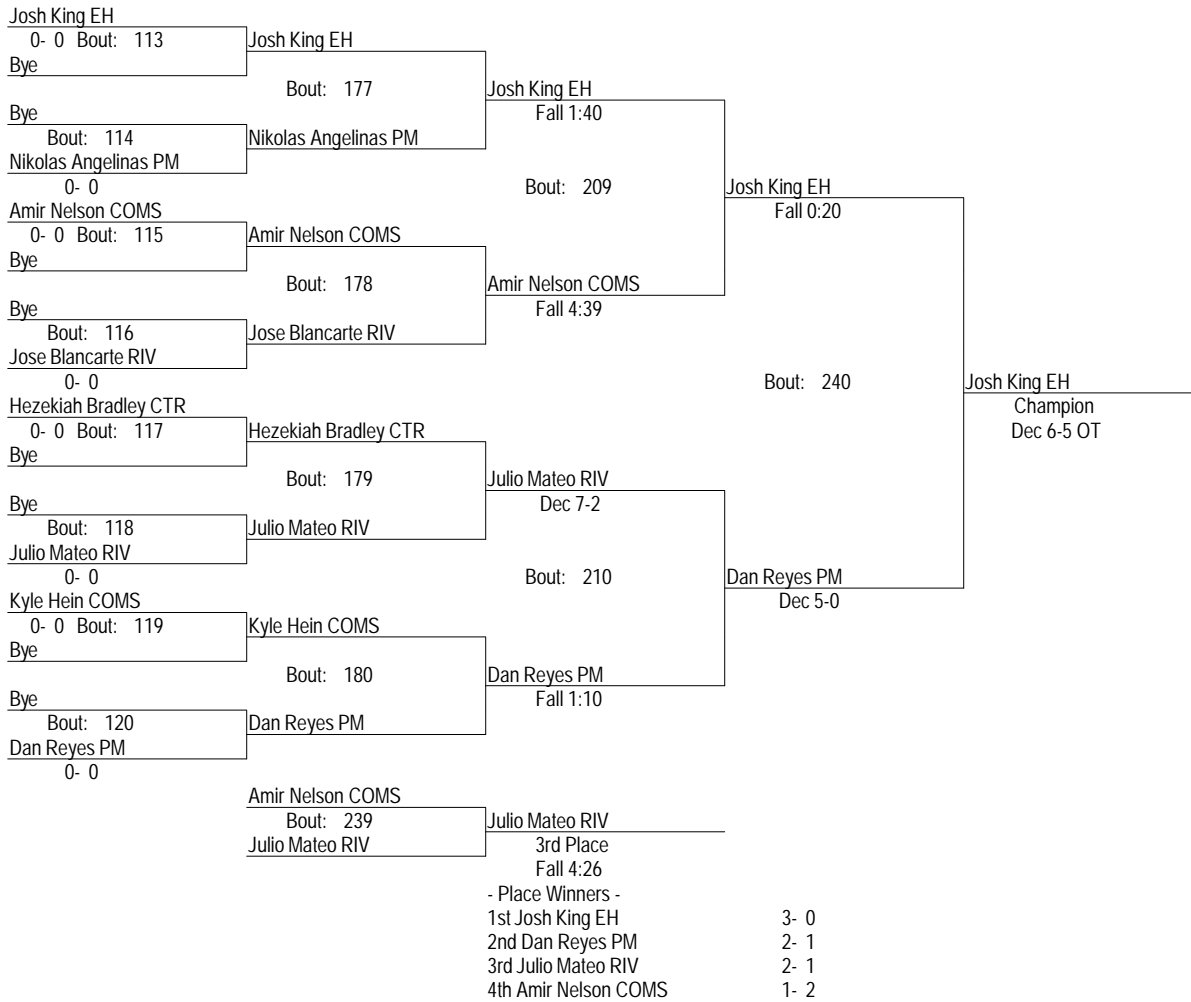 Josh King EH
0- 0 Bout: 113
Josh King EH
Bye
Bout: 177
Josh King EH
Bye
Fall 1:40
Bout: 114
Nikolas Angelinas PM
Nikolas Angelinas PM
0- 0
Bout: 209
Josh King EH
Amir Nelson COMS
Fall 0:20
0- 0 Bout: 115
Amir Nelson COMS
Bye
Bout: 178
Amir Nelson COMS
Bye
Fall 4:39
Bout: 116
Jose Blancarte RIV
Jose Blancarte RIV
0- 0
Bout: 240
Josh King EH
Hezekiah Bradley CTR
Champion
0- 0 Bout: 117
Hezekiah Bradley CTR
Dec 6-5 OT
Bye
Bout: 179
Julio Mateo RIV
Bye
Dec 7-2
Bout: 118
Julio Mateo RIV
Julio Mateo RIV
0- 0
Bout: 210
Dan Reyes PM
Kyle Hein COMS
Dec 5-0
0- 0 Bout: 119
Kyle Hein COMS
Bye
Bout: 180
Dan Reyes PM
Bye
Fall 1:10
Bout: 120
Dan Reyes PM
Dan Reyes PM
0- 0
Amir Nelson COMS
Bout: 239
Julio Mateo RIV
Julio Mateo RIV
3rd Place
Fall 4:26
- Place Winners -
1st Josh King EH 3- 0
2nd Dan Reyes PM 2- 1
3rd Julio Mateo RIV 2- 1
4th Amir Nelson COMS 1- 2